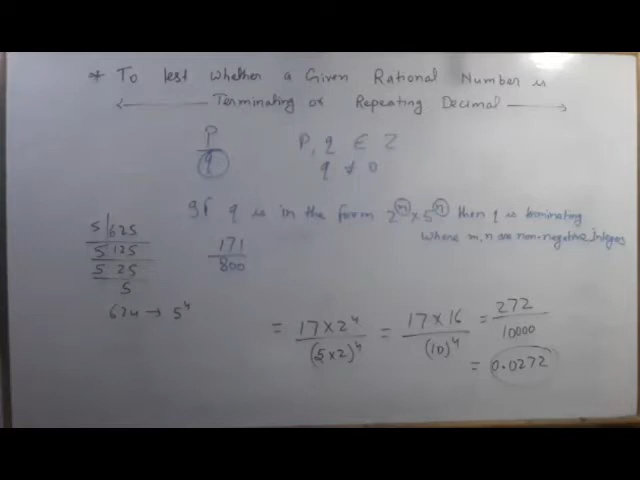 * To test whether a Given Rational Number is
Terminating or Repeating Decimal
P
q
P, q ∈ Z
q ≠ 0
If q is in the form 2^m × 5^n then q is terminating
where m, n are non-negative integers
5 | 625
5 125
5 25
5
624 → 5^4
171
800
= 17 × 2^4 / (5 × 2)^4 = 17 × 16 / (10)^4 = 272 / 10000
= 0.0272